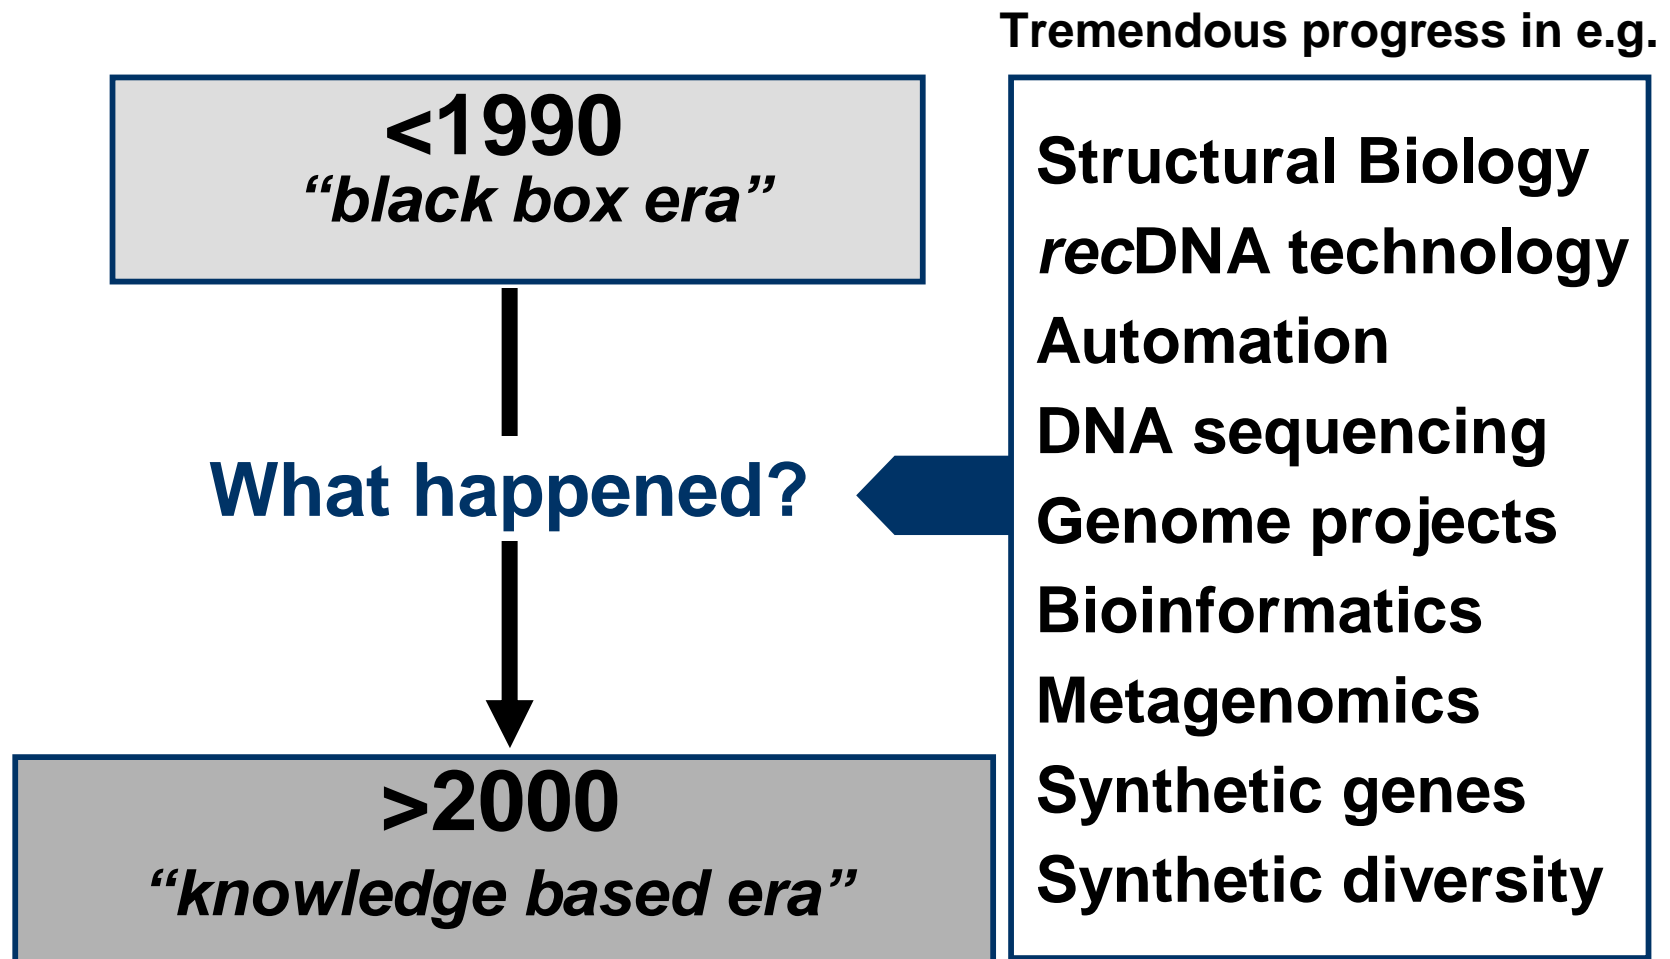 Tremendous progress in e.g.
<1990
“black box era”
What happened?
>2000
“knowledge based era”
Structural Biology
recDNA technology
Automation
DNA sequencing
Genome projects
Bioinformatics
Metagenomics
Synthetic genes
Synthetic diversity